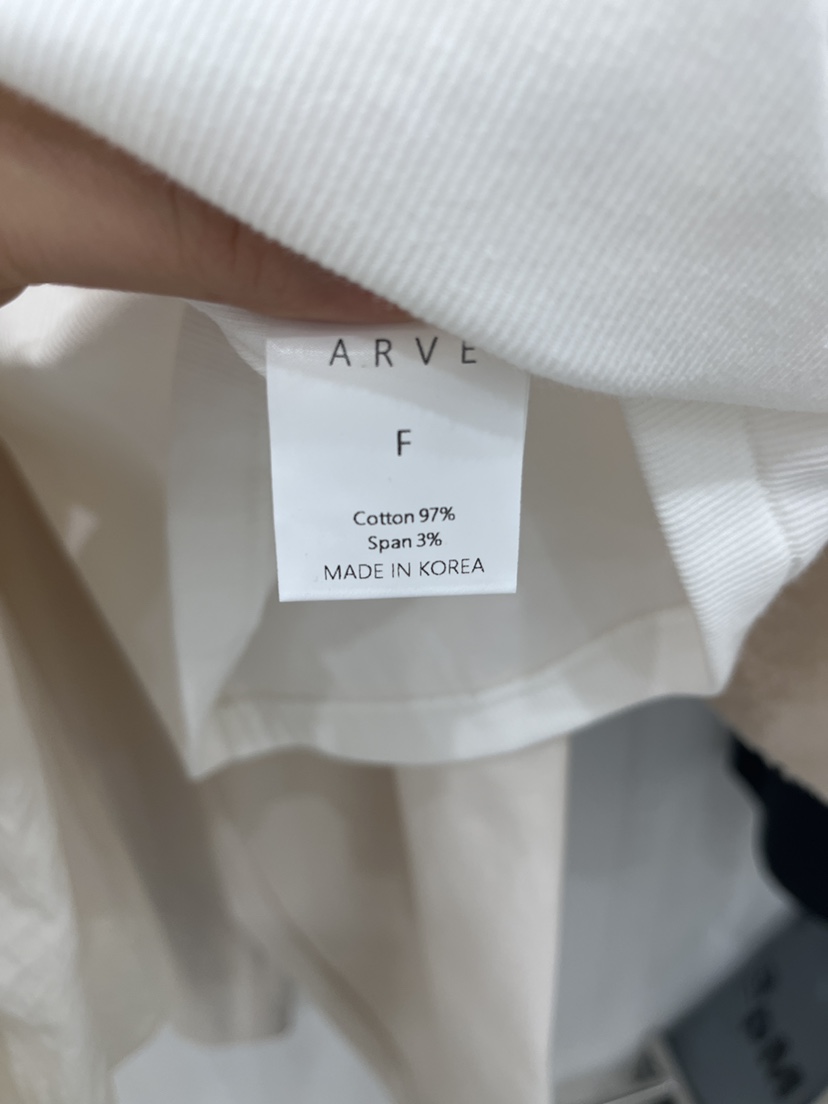 ARVE
F
Cotton 97%
Span 3%
MADE IN KOREA